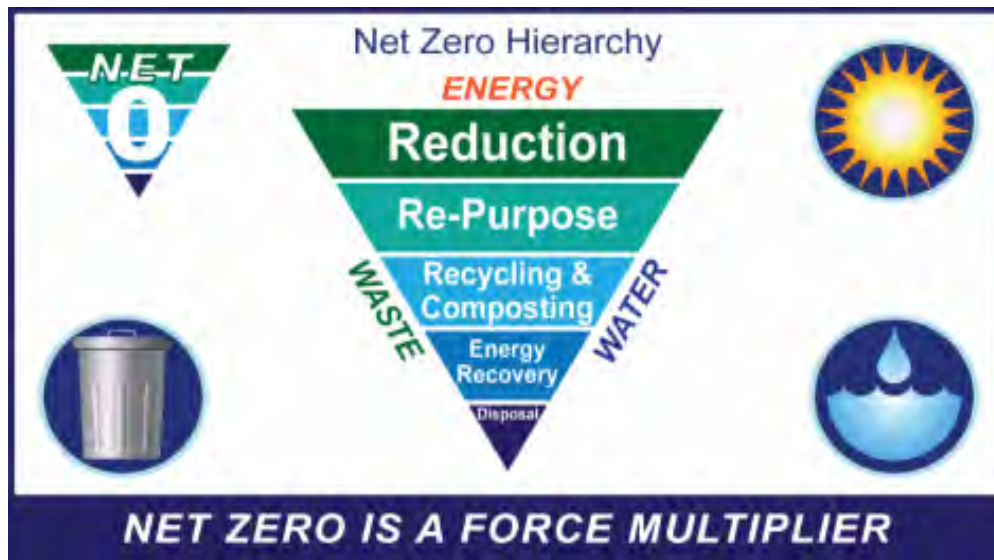 NET
0
Net Zero Hierarchy
ENERGY
Reduction
Re-Purpose
Recycling &
Composting
Energy
Recovery
Disposal
WASTE
WATER
NET ZERO IS A FORCE MULTIPLIER